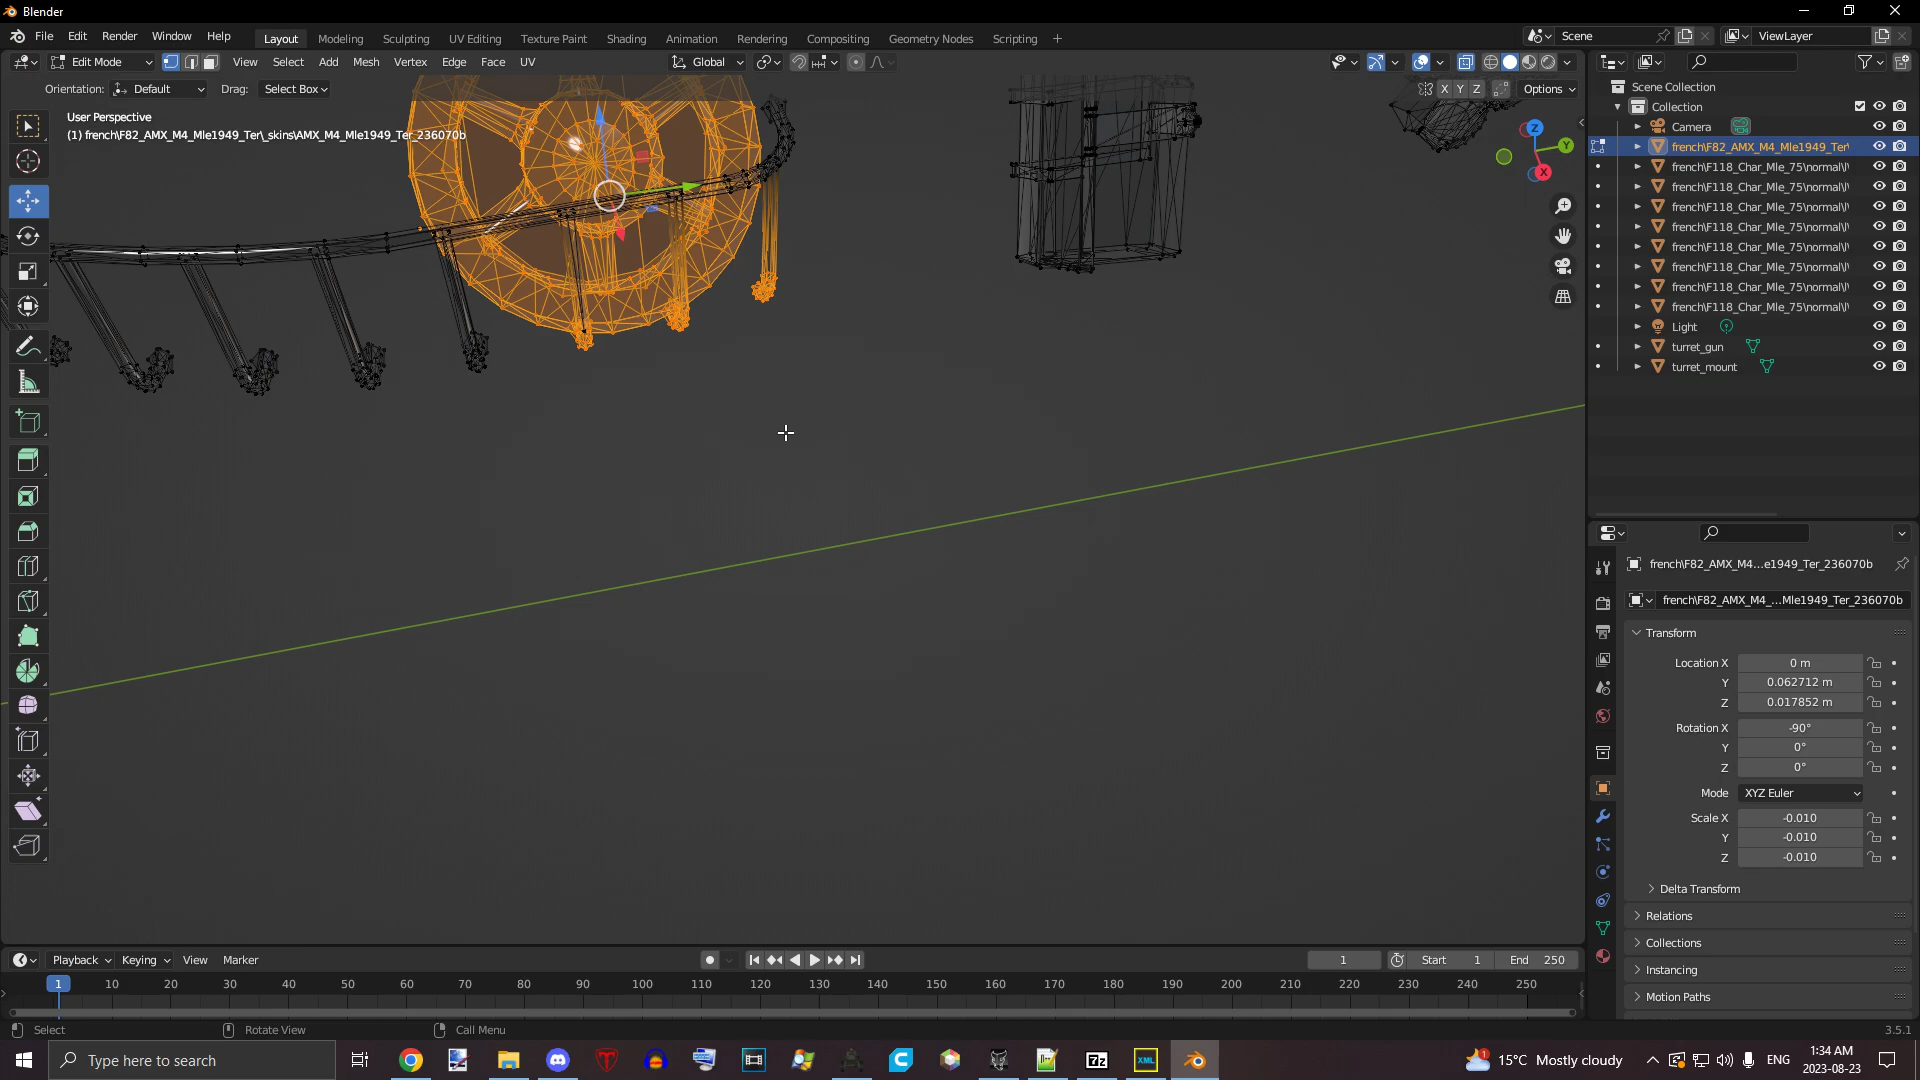 Blender
File Edit Render Window Help Layout Modeling Sculpting UV Editing Texture Paint Shading Animation Rendering Compositing Geometry Nodes Scripting + Scene ViewLayer
Edit Mode View Select Add Mesh Vertex Edge Face UV Global
Orientation: Default Drag: Select Box X Y Z Options
User Perspective
(1) french\F82_AMX_M4_Mle1949_Ter\_skins\AMX_M4_Mle1949_Ter_236070b
Z
Y
X
Scene Collection
Collection
Camera
french\F82_AMX_M4_Mle1949_Ter\
french\F118_Char_Mle_75\normal\l\
french\F118_Char_Mle_75\normal\l\
french\F118_Char_Mle_75\normal\l\
french\F118_Char_Mle_75\normal\l\
french\F118_Char_Mle_75\normal\l\
french\F118_Char_Mle_75\normal\l\
french\F118_Char_Mle_75\normal\l\
french\F118_Char_Mle_75\normal\l\
Light
turret_gun
turret_mount
french\F82_AMX_M4...e1949_Ter_236070b
french\F82_AMX_M4_...Mle1949_Ter_236070b
Transform
Location X 0 m
Y 0.062712 m
Z 0.017852 m
Rotation X -90°
Y 0°
Z 0°
Mode XYZ Euler
Scale X -0.010
Y -0.010
Z -0.010
Delta Transform
Relations
Collections
Instancing
Motion Paths
Playback Keying View Marker 1 Start 1 End 250
1 10 20 30 40 50 60 70 80 90 100 110 120 130 140 150 160 170 180 190 200 210 220 230 240 250
Select Rotate View Call Menu 3.5.1
Type here to search 7z XML 1 15°C Mostly cloudy ENG 1:34 AM
2023-08-23